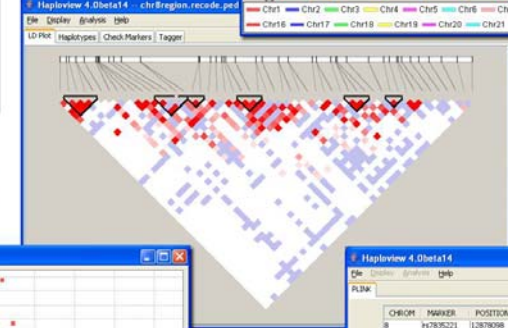 Haploview 4.0beta14 -- chr8region.recode.ped
File Display Analysis Help
LD Plot Haplotypes Check Markers Tagger
Chr1 Chr2 Chr3 Chr4 Chr5 Chr6
Chr16 Chr17 Chr18 Chr19 Chr20 Chr21
Haploview 4.0beta14
File Display Analysis Help
PLINK
CHROM MARKER POSITION
8 rs7835221 12878098